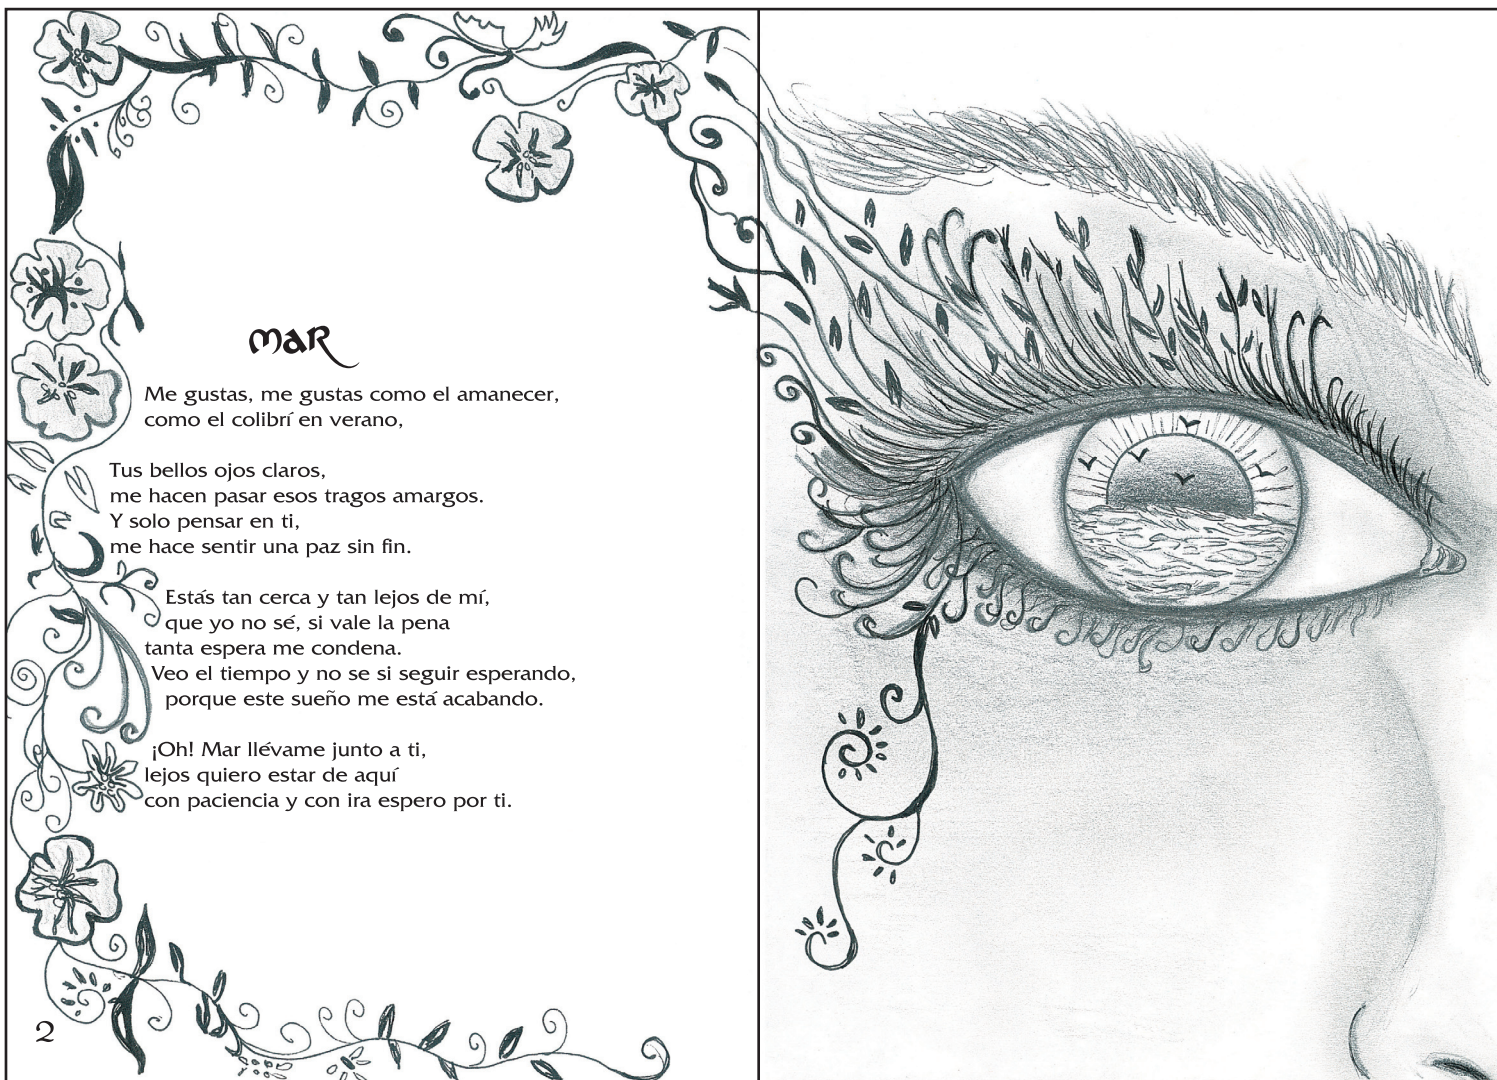 MAR
Me gustas, me gustas como el amanecer,
como el colibrí en verano,
Tus bellos ojos claros,
me hacen pasar esos tragos amargos.
Y solo pensar en ti,
me hace sentir una paz sin fin.
Estás tan cerca y tan lejos de mí,
que yo no sé, si vale la pena
tanta espera me condena.
Veo el tiempo y no se si seguir esperando,
porque este sueño me está acabando.
¡Oh! Mar llévame junto a ti,
lejos quiero estar de aquí
con paciencia y con ira espero por ti.
2